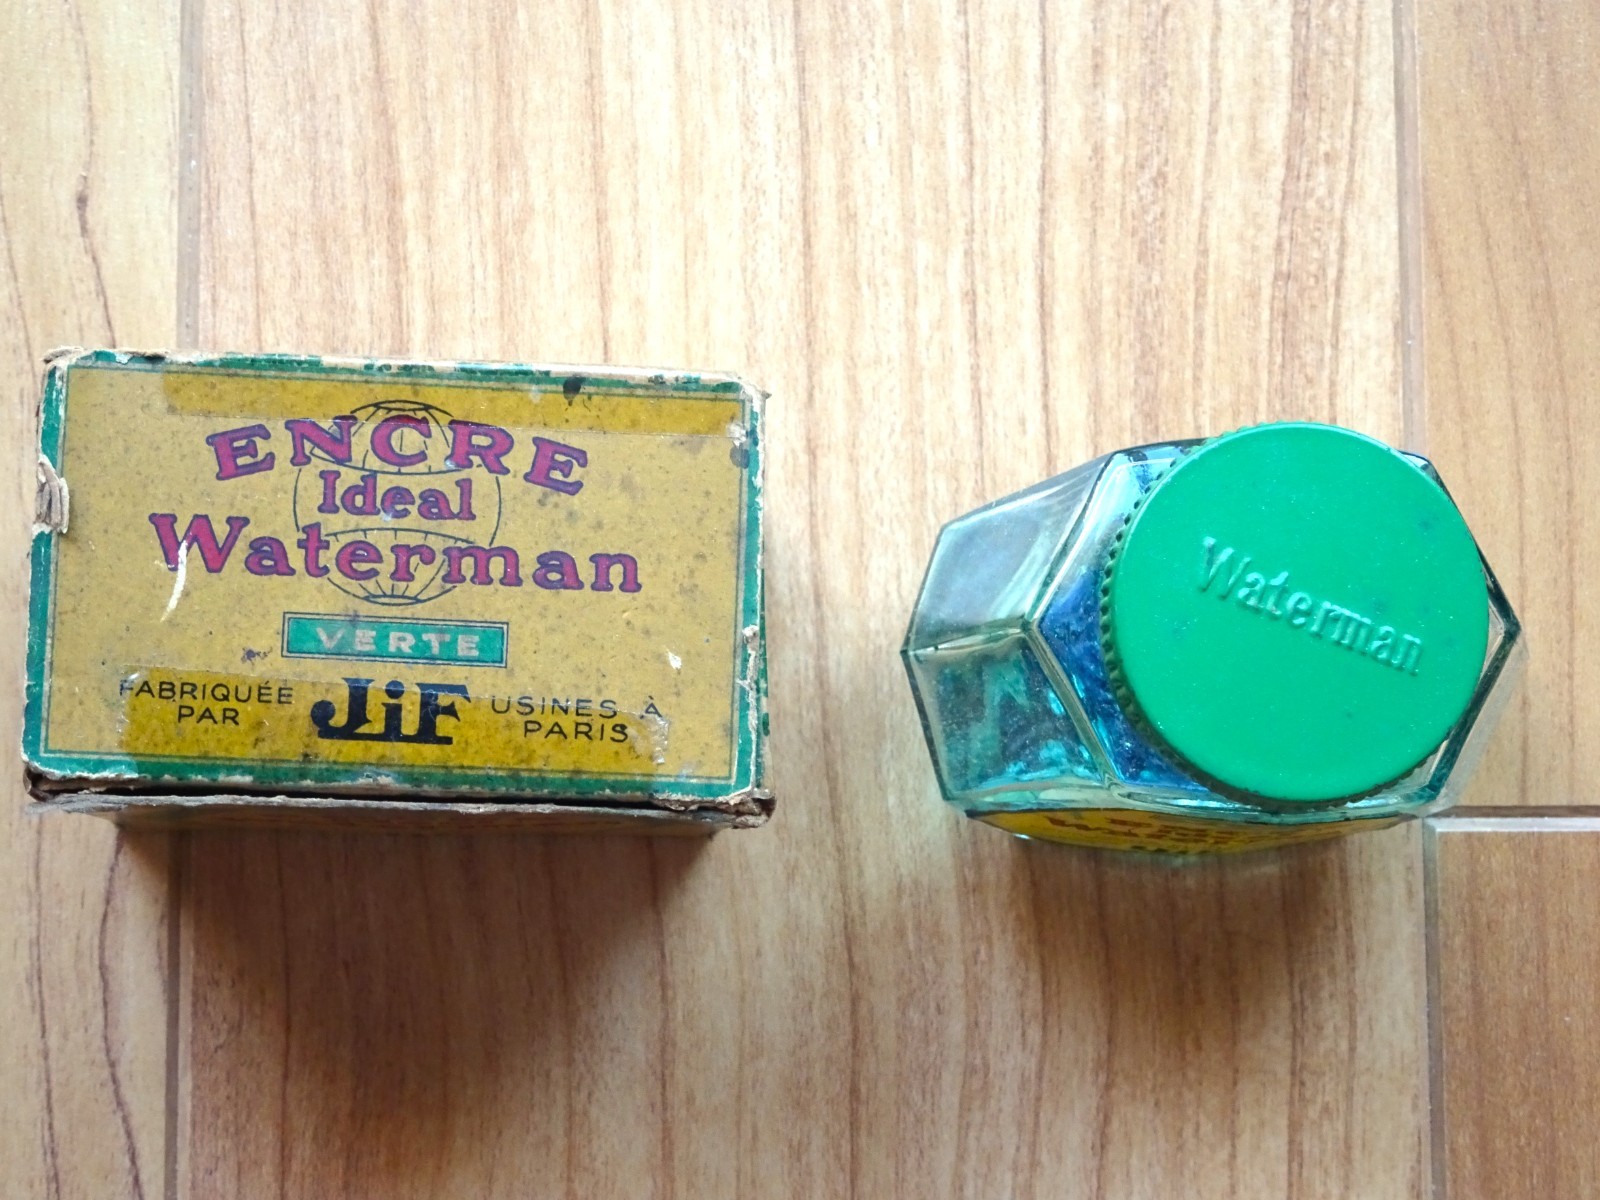 ENCRE
Ideal
Waterman
VERTE
FABRIQUÉE PAR
JiF
USINES À PARIS
Waterman